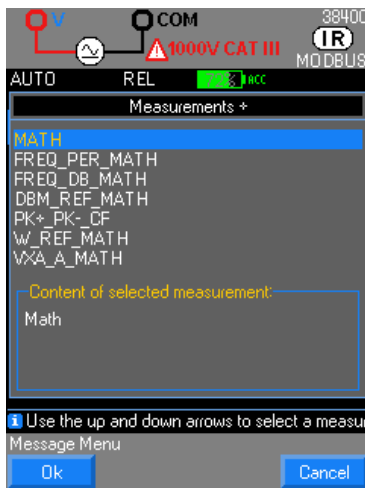 V COM 38400
1000V CAT III (IR)
MODBUS
AUTO REL ACC
Measurements +
MATH
FREQ_PER_MATH
FREQ_DB_MATH
DBM_REF_MATH
PK+_PK-_CF
W_REF_MATH
VXA_A_MATH
Content of selected measurement:
Math
i Use the up and down arrows to select a measu
Message Menu
Ok Cancel